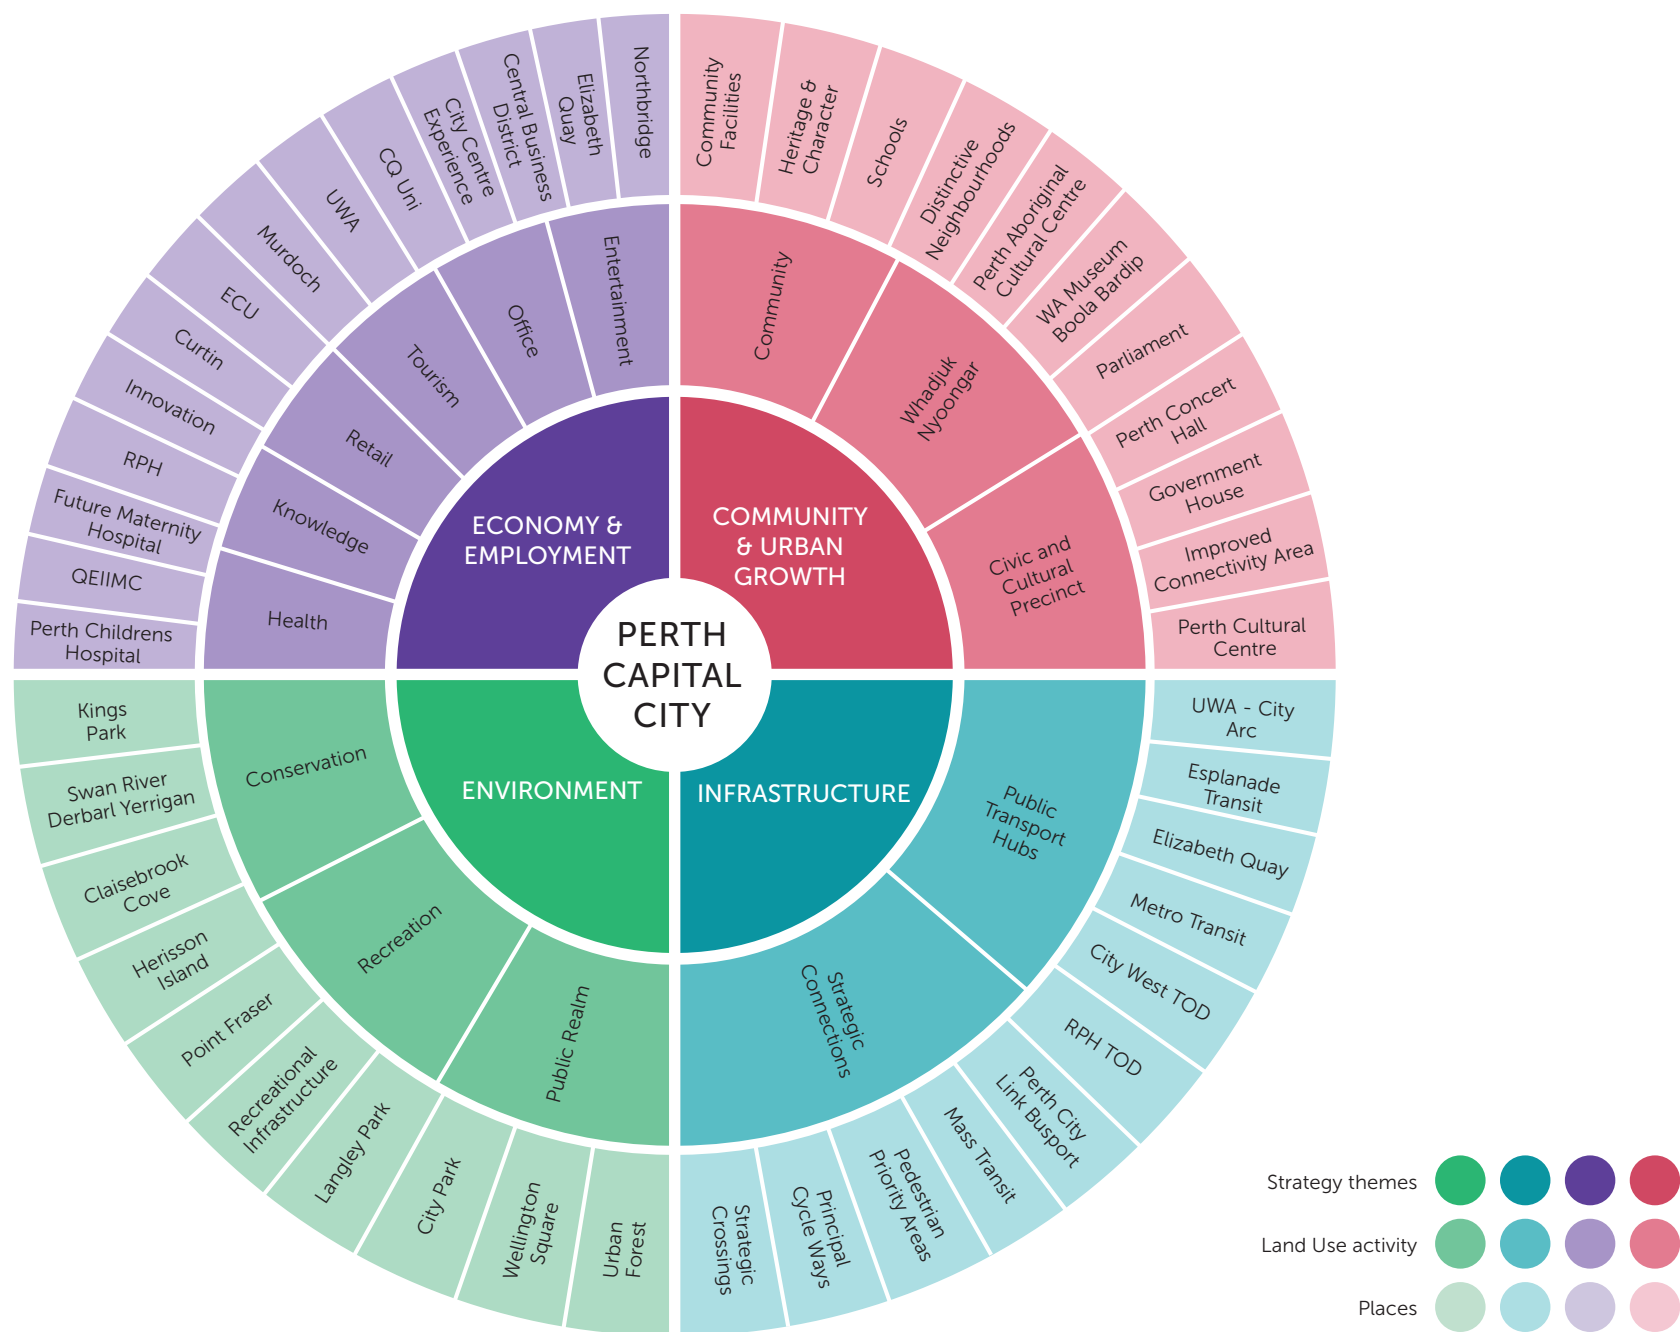 PERTH
CAPITAL
CITY
ECONOMY &
EMPLOYMENT
COMMUNITY
& URBAN
GROWTH
ENVIRONMENT
INFRASTRUCTURE
Health
Knowledge
Retail
Tourism
Office
Entertainment
Community
Whadjuk
Nyoongar
Civic and
Cultural
Precinct
Public
Transport
Hubs
Strategic
Connections
Public Realm
Recreation
Conservation
Perth Childrens
Hospital
QEIIMC
Future Maternity
Hospital
RPH
Innovation
Curtin
ECU
Murdoch
UWA
CQ Uni
City Centre
Experience
Central Business
District
Elizabeth
Quay
Northbridge
Community
Facilities
Heritage &
Character
Schools
Distinctive
Neighbourhoods
Perth Aboriginal
Cultural Centre
WA Museum
Boola Bardip
Parliament
Perth Concert
Hall
Government
House
Improved
Connectivity Area
Perth Cultural
Centre
UWA - City
Arc
Esplanade
Transit
Elizabeth Quay
Metro Transit
City West TOD
RPH TOD
Perth City
Link Busport
Mass Transit
Pedestrian
Priority Areas
Principal
Cycle Ways
Strategic
Crossings
Urban
Forest
Wellington
Square
City Park
Langley Park
Recreational
Infrastructure
Point Fraser
Herisson
Island
Claisebrook
Cove
Swan River
Derbarl Yerrigan
Kings
Park
Strategy themes
Land Use activity
Places